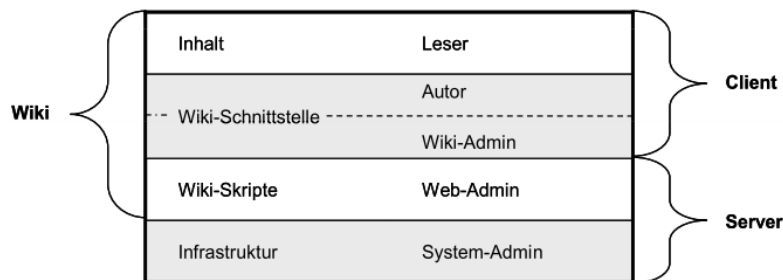 Inhalt Leser
Autor
Client
Wiki Wiki-Schnittstelle
Wiki-Admin
Wiki-Skripte Web-Admin
Server
Infrastruktur System-Admin